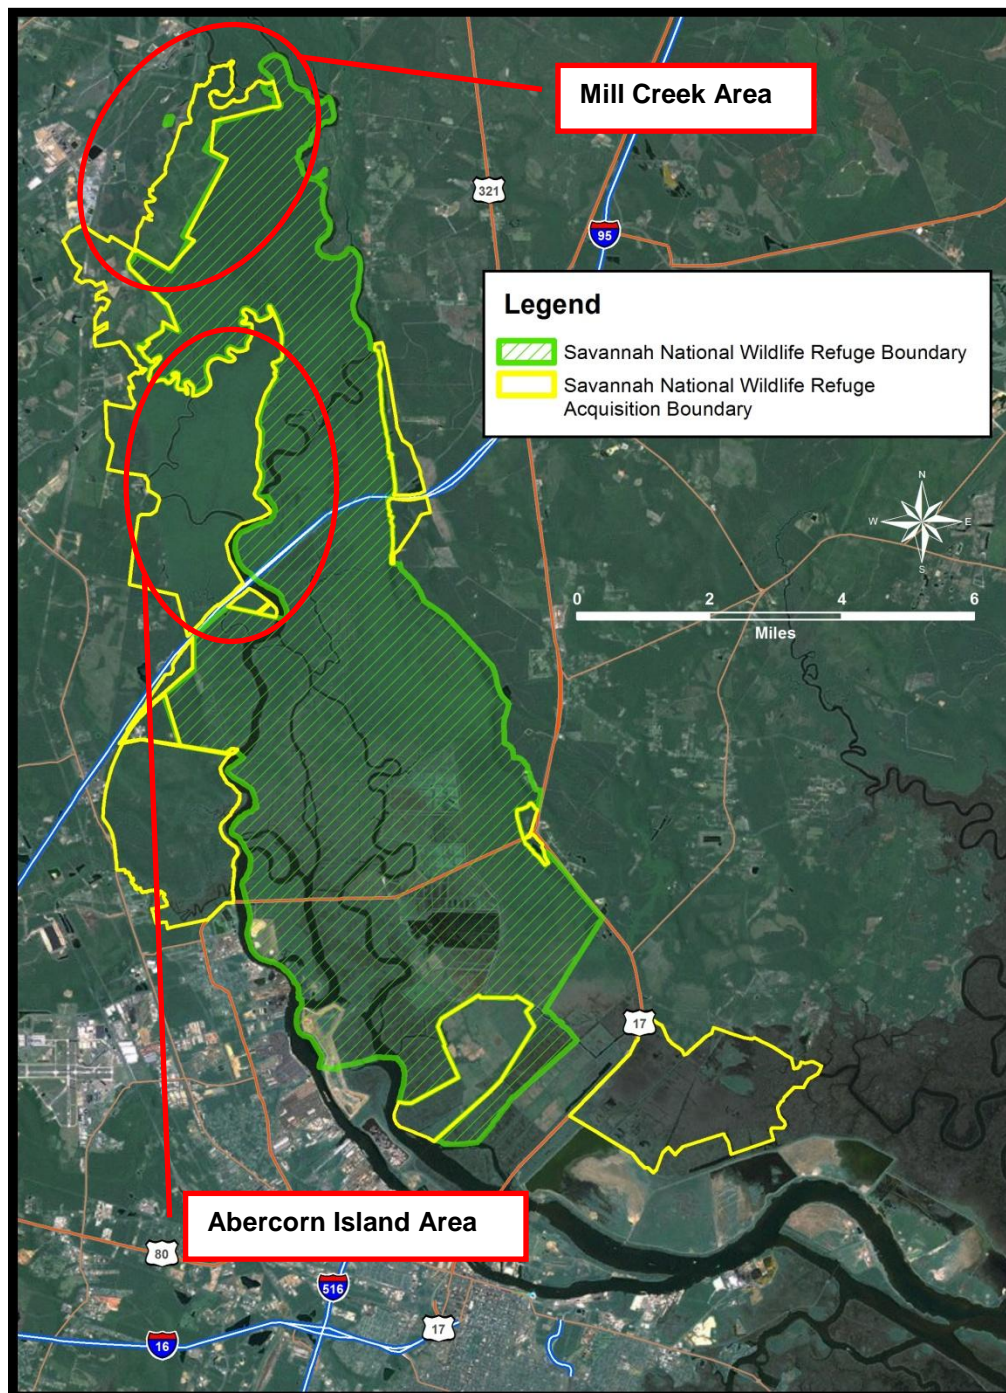 Mill Creek Area
321
95
Legend
Savannah National Wildlife Refuge Boundary
Savannah National Wildlife Refuge
Acquisition Boundary
N
W
E
S
0
2
4
6
Miles
17
Abercorn Island Area
80
516
17
16